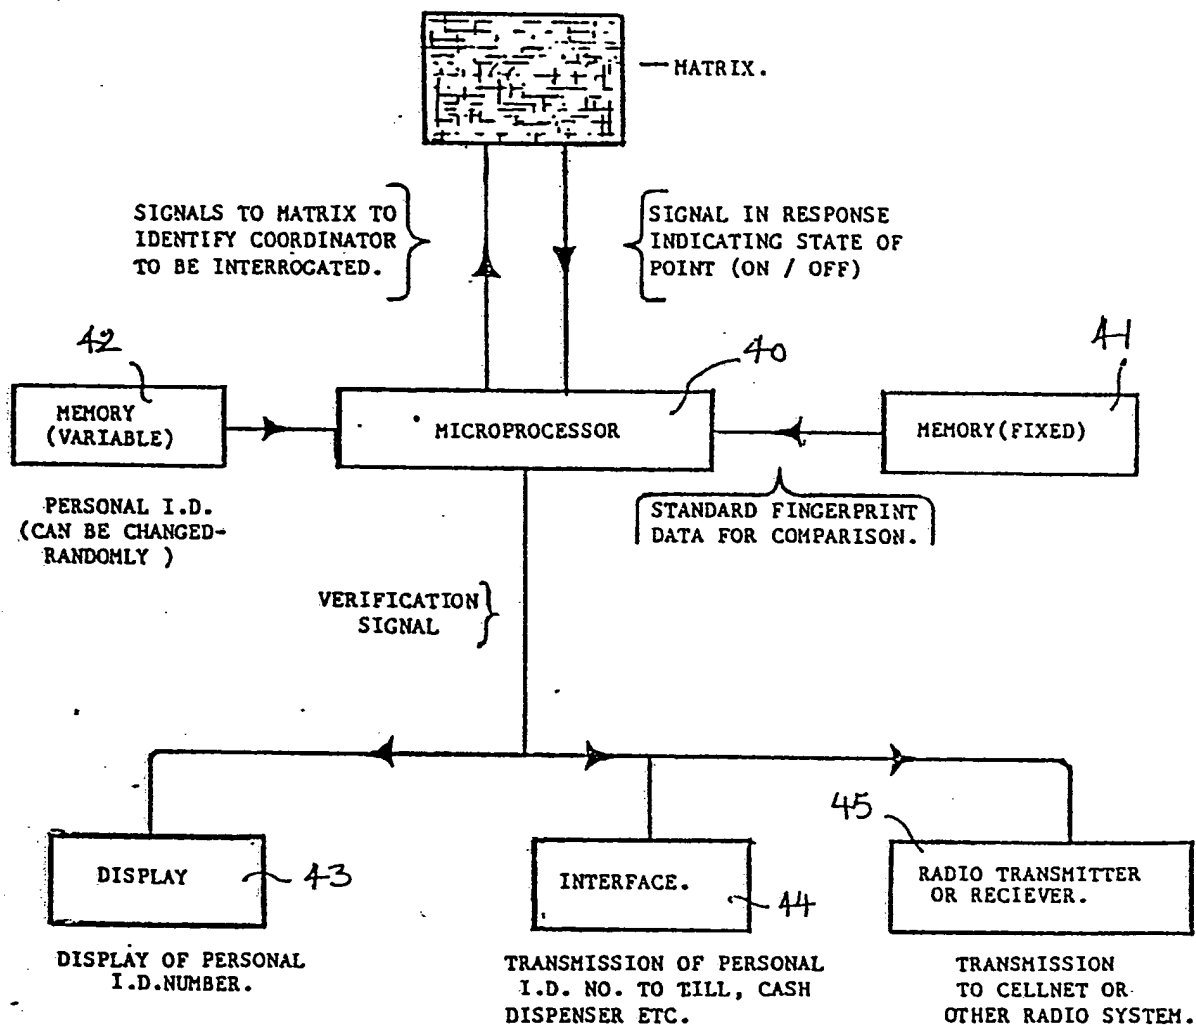 MATRIX.
SIGNALS TO MATRIX TO
IDENTIFY COORDINATOR
TO BE INTERROGATED.
SIGNAL IN RESPONSE
INDICATING STATE OF
POINT (ON / OFF)
42
40
41
MEMORY
(VARIABLE)
MICROPROCESSOR
MEMORY(FIXED)
PERSONAL I.D.
(CAN BE CHANGED-
RANDOMLY )
STANDARD FINGERPRINT
DATA FOR COMPARISON.
VERIFICATION
SIGNAL
DISPLAY
43
INTERFACE.
44
45
RADIO TRANSMITTER
OR RECIEVER.
DISPLAY OF PERSONAL
I.D.NUMBER.
TRANSMISSION OF PERSONAL
I.D. NO. TO TILL, CASH
DISPENSER ETC.
TRANSMISSION
TO CELLNET OR
OTHER RADIO SYSTEM.